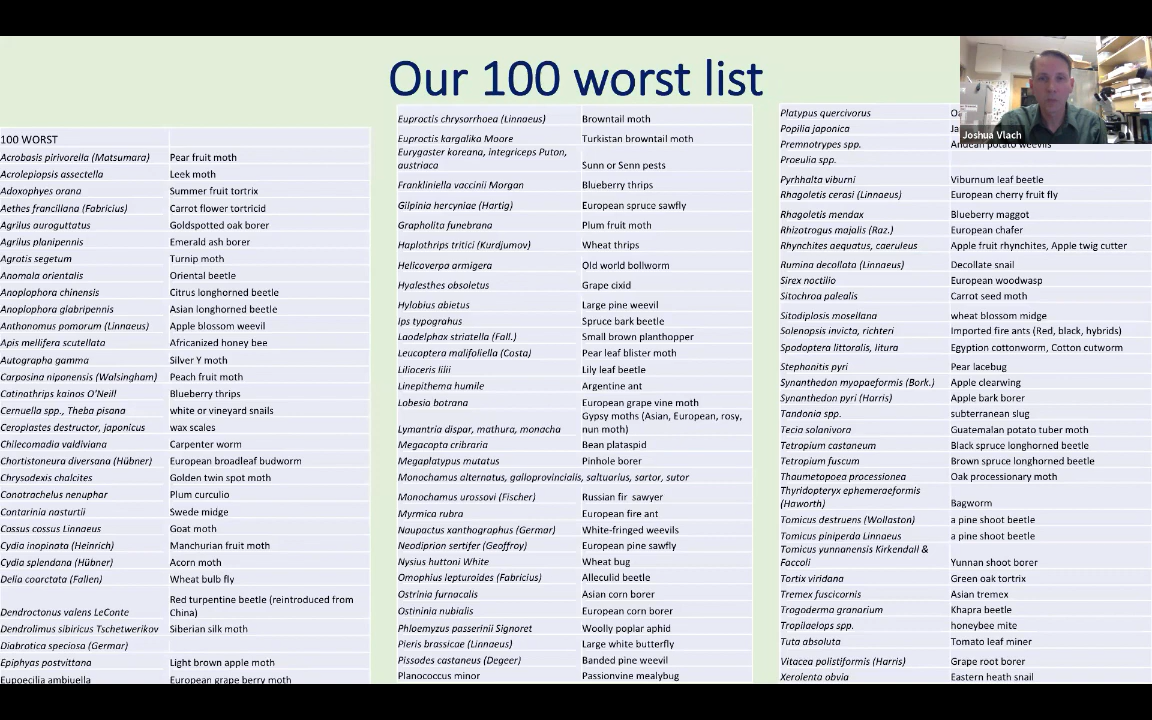 Our 100 worst list
100 WORST
Acrobasis pirivorella (Matsumara) Pear fruit moth
Acrolepiopsis assectella Leek moth
Adoxophyes orana Summer fruit tortrix
Aethes franciliana (Fabricius) Carrot flower tortricid
Agrilus auroguttatus Goldspotted oak borer
Agrilus planipennis Emerald ash borer
Agrotis segetum Turnip moth
Anomala orientalis Oriental beetle
Anoplophora chinensis Citrus longhorned beetle
Anoplophora glabripennis Asian longhorned beetle
Anthonomus pomorum (Linnaeus) Apple blossom weevil
Apis mellifera scutellata Africanized honey bee
Autographa gamma Silver Y moth
Carposina niponensis (Walsingham) Peach fruit moth
Catinathrips kainos O'Neill Blueberry thrips
Cernuella spp., Theba pisana white or vineyard snails
Ceroplastes destructor, japonicus wax scales
Chilecomadia valdiviana Carpenter worm
Chortistoneura diversana (Hübner) European broadleaf budworm
Chrysodexis chalcites Golden twin spot moth
Conotrachelus nenuphar Plum curculio
Contarinia nasturtii Swede midge
Cossus cossus Linnaeus Goat moth
Cydia inopinata (Heinrich) Manchurian fruit moth
Cydia splendana (Hübner) Acorn moth
Delia coarctata (Fallen) Wheat bulb fly
Dendroctonus valens LeConte Red turpentine beetle (reintroduced from
China)
Dendrolimus sibiricus Tschetwerikov Siberian silk moth
Diabrotica speciosa (Germar)
Epiphyas postvittana Light brown apple moth
Eupoecilia ambiuella European grape berry moth
Euproctis chrysorrhoea (Linnaeus) Browntail moth
Euproctis kargalika Moore Turkistan browntail moth
Eurygaster koreana, integriceps Puton,
austriaca Sunn or Senn pests
Frankliniella vaccinii Morgan Blueberry thrips
Gilpinia hercyniae (Hartig) European spruce sawfly
Grapholita funebrana Plum fruit moth
Haplothrips tritici (Kurdjumov) Wheat thrips
Helicoverpa armigera Old world bollworm
Hyalesthes obsoletus Grape cixid
Hylobius abietus Large pine weevil
Ips typograhus Spruce bark beetle
Laodelphax striatella (Fall.) Small brown planthopper
Leucoptera malifoliella (Costa) Pear leaf blister moth
Lilioceris lilii Lily leaf beetle
Linepithema humile Argentine ant
Lobesia botrana European grape vine moth
Lymantria dispar, mathura, monacha Gypsy moths (Asian, European, rosy,
nun moth)
Megacopta cribraria Bean plataspid
Megaplatypus mutatus Pinhole borer
Monochamus alternatus, galloprovincialis, saltuarius, sartor, sutor
Monochamus urossovi (Fischer) Russian fir sawyer
Myrmica rubra European fire ant
Naupactus xanthographus (Germar) White-fringed weevils
Neodiprion sertifer (Geoffroy) European pine sawfly
Nysius huttoni White Wheat bug
Omophlus lepturoides (Fabricius) Alleculid beetle
Ostrinia furnacalis Asian corn borer
Ostininia nubialis European corn borer
Phloemyzus passerinii Signoret Woolly poplar aphid
Pieris brassicae (Linnaeus) Large white butterfly
Pissodes castaneus (Degeer) Banded pine weevil
Planococcus minor Passionvine mealybug
Platypus quercivorus
Popilia japonica
Premnotypes spp. Andean potato weevils
Proeulia spp.
Pyrhhalta viburni Viburnum leaf beetle
Rhagoletis cerasi (Linnaeus) European cherry fruit fly
Rhagoletis mendax Blueberry maggot
Rhizotrogus majalis (Raz.) European chafer
Rhynchites aequatus, caeruleus Apple fruit rhynchites, Apple twig cutter
Rumina decollata (Linnaeus) Decollate snail
Sirex noctilio European woodwasp
Sitochroa palealis Carrot seed moth
Sitodiplosis mosellana wheat blossom midge
Solenopsis invicta, richteri Imported fire ants (Red, black, hybrids)
Spodoptera littoralis, litura Egyption cottonworm, Cotton cutworm
Stephanitis pyri Pear lacebug
Synanthedon myopaeformis (Bork.) Apple clearwing
Synanthedon pyri (Harris) Apple bark borer
Tandonia spp. subterranean slug
Tecia solanivora Guatemalan potato tuber moth
Tetropium castaneum Black spruce longhorned beetle
Tetropium fuscum Brown spruce longhorned beetle
Thaumetopoea processionea Oak processionary moth
Thyridopteryx ephemeraeformis
(Haworth) Bagworm
Tomicus destruens (Wollaston) a pine shoot beetle
Tomicus piniperda Linnaeus a pine shoot beetle
Tomicus yunnanensis Kirkendall &
Faccoli Yunnan shoot borer
Tortix viridana Green oak tortrix
Tremex fuscicornis Asian tremex
Trogoderma granarium Khapra beetle
Tropilaelaps spp. honeybee mite
Tuta absoluta Tomato leaf miner
Vitacea polistiformis (Harris) Grape root borer
Xerolenta obvia Eastern heath snail
Joshua Vlach